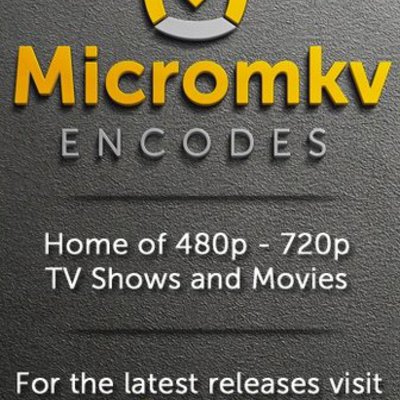 Micromkv
ENCODES
Home of 480p - 720p
TV Shows and Movies
For the latest releases visit